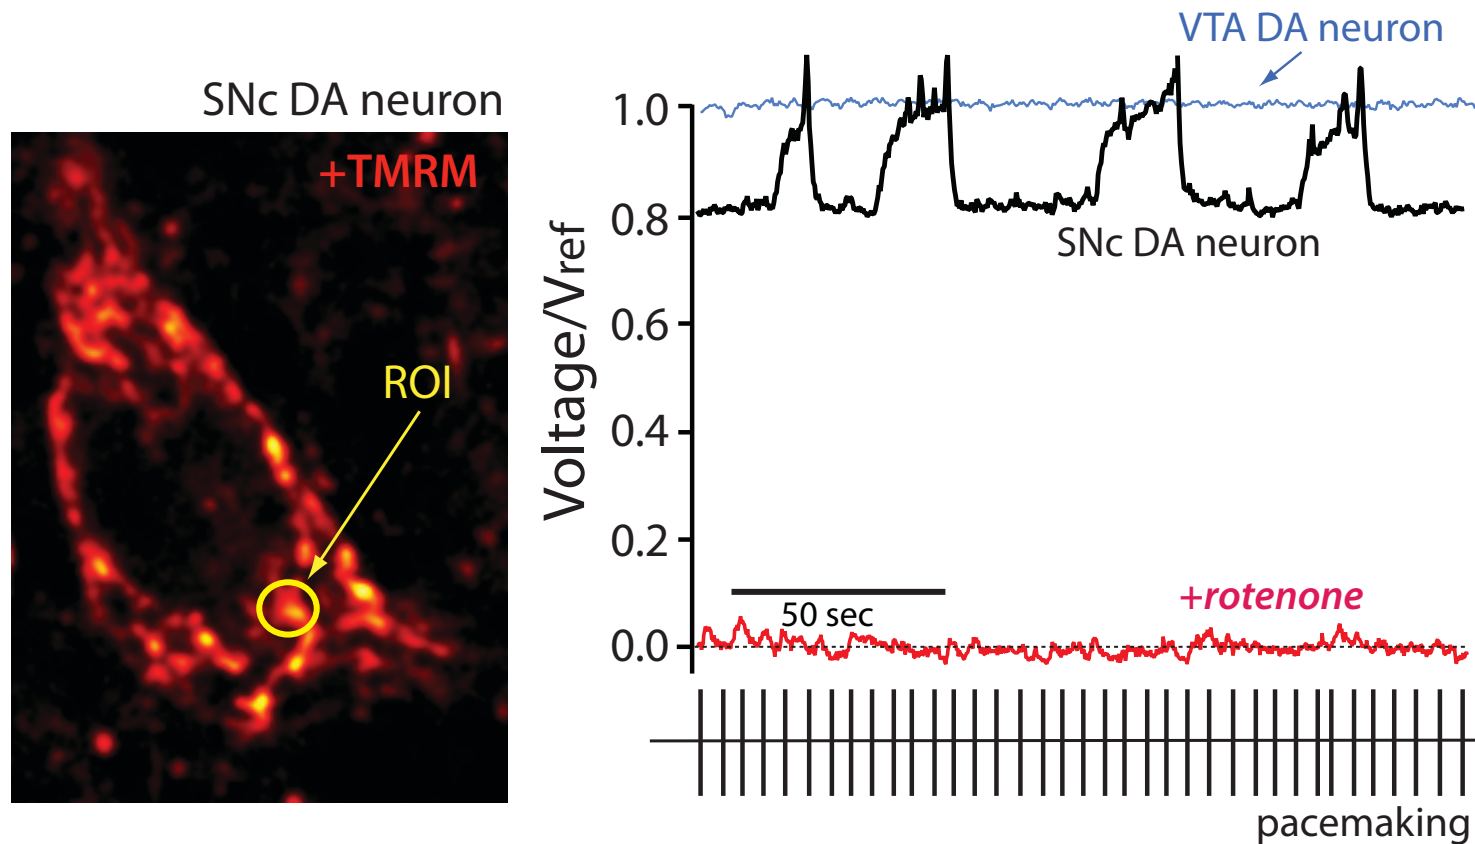 SNc DA neuron
+TMRM
ROI
VTA DA neuron
SNc DA neuron
Voltage/Vref
1.0
0.8
0.6
0.4
0.2
0.0
50 sec
+rotenone
pacemaking